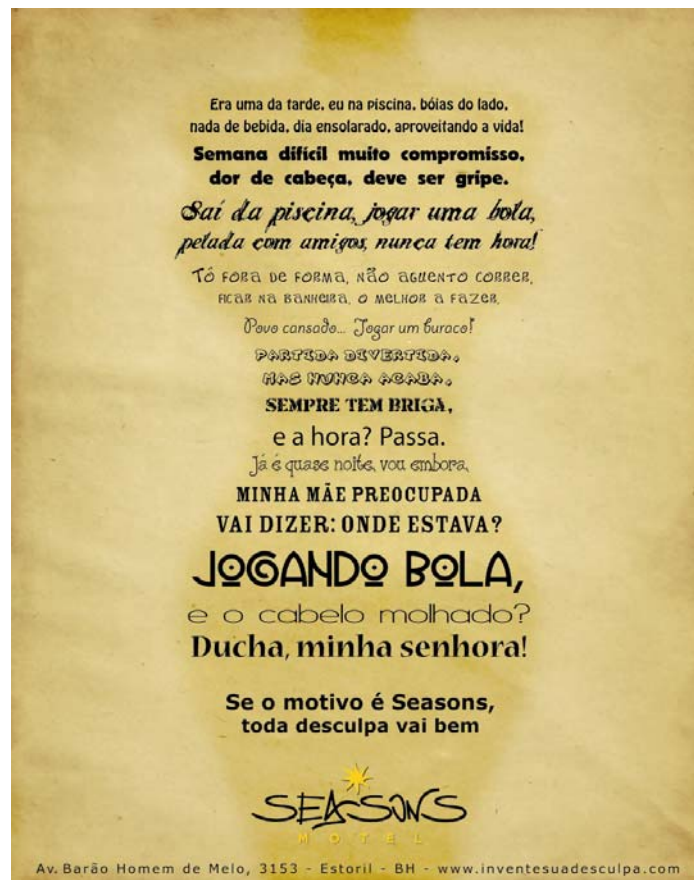 Era uma da tarde, eu na piscina, bóias do lado,
nada de bebida, dia ensolarado, aproveitando a vida!
Semana difícil muito compromisso,
dor de cabeça, deve ser gripe.
Saí da piscina, jogar uma bola,
pelada com amigos, nunca tem hora!
Tô fora de forma, não aguento correr,
ficar na banheira, o melhor a fazer,
Povo cansado... Jogar um buraco!
PARTIDA DIVERTIDA,
MAS NUNCA ACABA,
SEMPRE TEM BRIGA,
e a hora? Passa.
Já é quase noite, vou embora,
MINHA MÃE PREOCUPADA
VAI DIZER: ONDE ESTAVA?
JOGANDO BOLA,
e o cabelo molhado?
Ducha, minha senhora!
Se o motivo é Seasons,
toda desculpa vai bem
SEASONS
MOTEL
Av. Barão Homem de Melo, 3153 - Estoril - BH - www.inventesuadesculpa.com